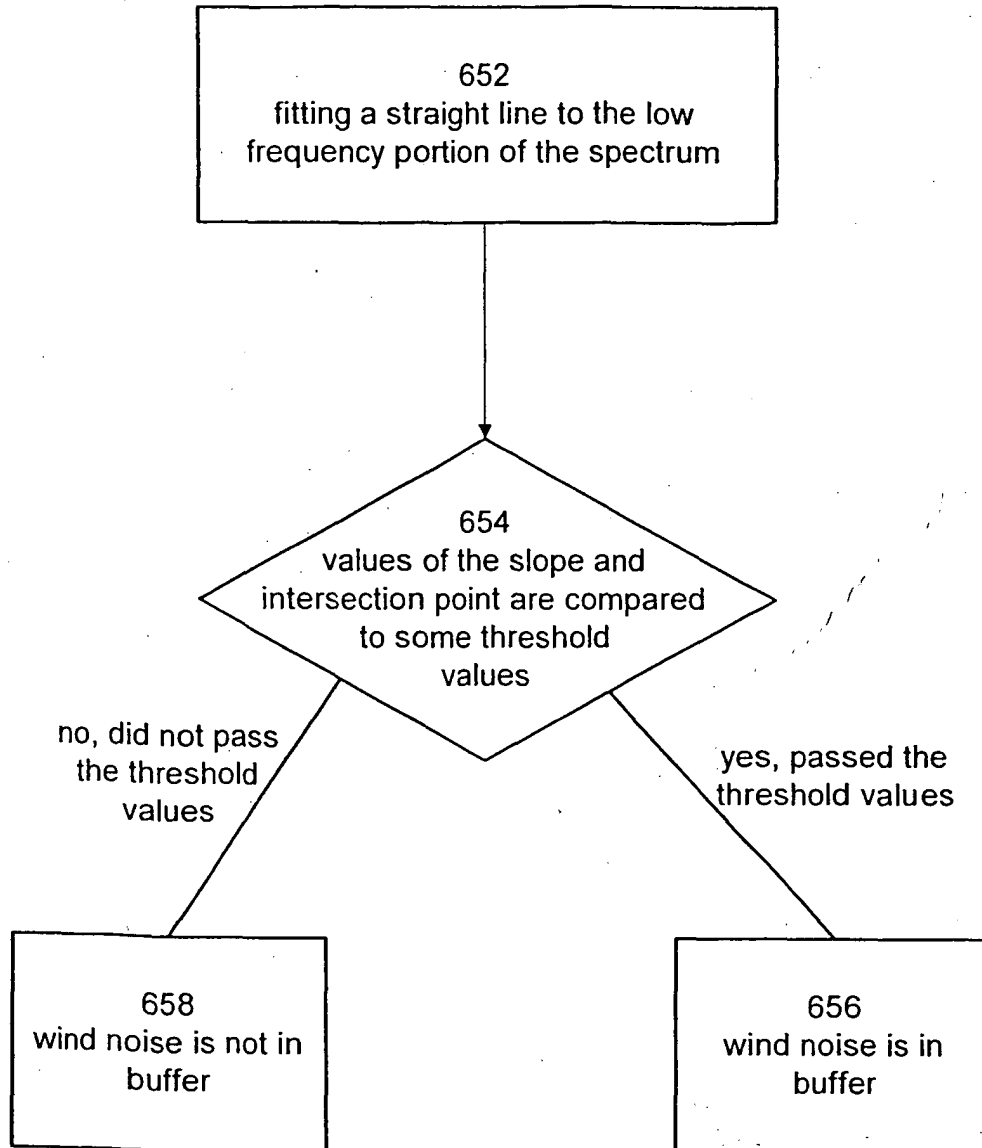 652
fitting a straight line to the low
frequency portion of the spectrum
654
values of the slope and
intersection point are compared
to some threshold
values
no, did not pass
the threshold
values
yes, passed the
threshold values
658
wind noise is not in
buffer
656
wind noise is in
buffer